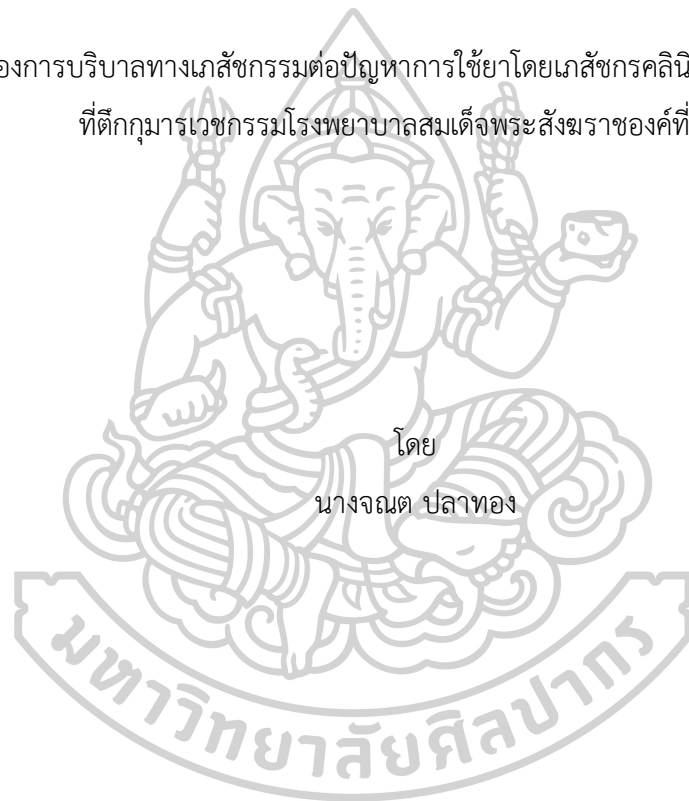 องการบริบาลทางเภสัชกรรมต่อปัญหาการใช้ยาโดยเภสัชกรคลินิ
ที่ตึกกุมารเวชกรรมโรงพยาบาลสมเด็จพระสังฆราชองค์ที่
โดย
นางจณต ปลาทอง
มหาวิทยาลัยศิลปากร